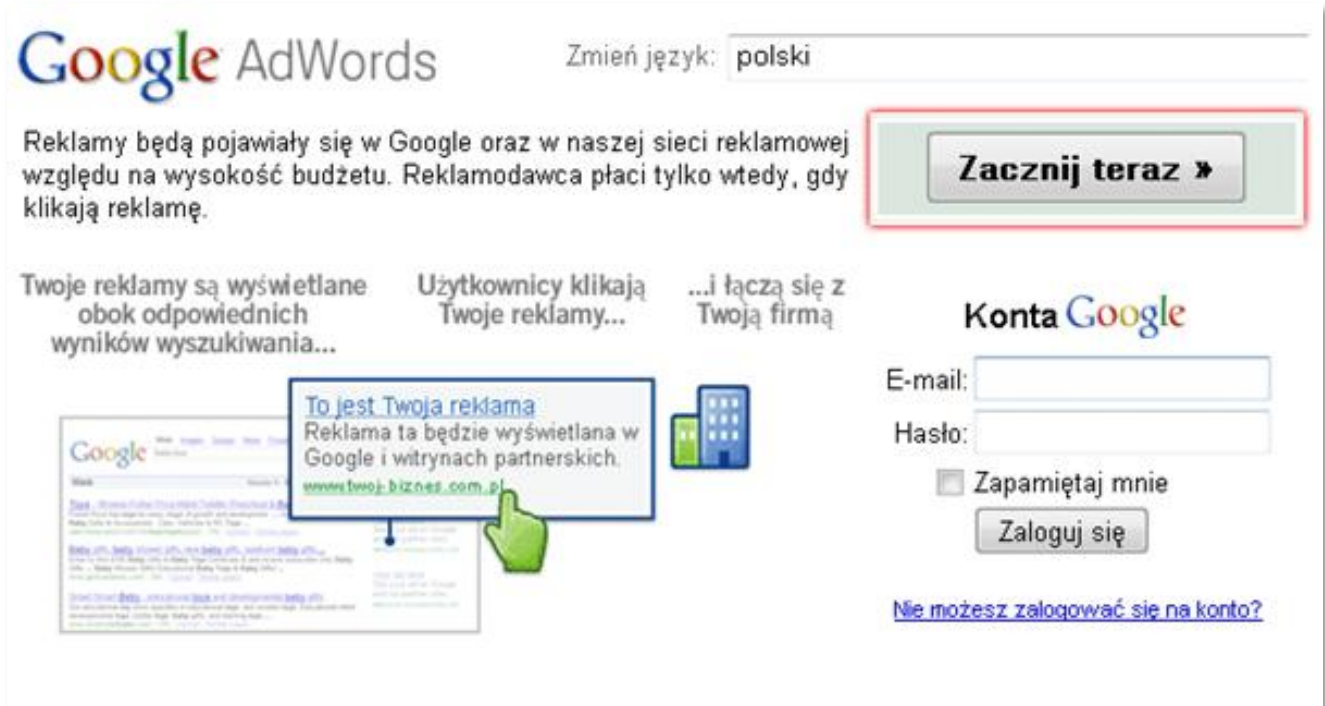 Google AdWords
Zmień język: polski
Reklamy będą pojawiały się w Google oraz w naszej sieci reklamowej
względu na wysokość budżetu. Reklamodawca płaci tylko wtedy, gdy
klikają reklamę.
Zacznij teraz »
Twoje reklamy są wyświetlane
obok odpowiednich
wyników wyszukiwania...
Użytkownicy klikają
Twoje reklamy...
...i łączą się z
Twoją firmą
To jest Twoja reklama
Reklama ta będzie wyświetlana w
Google i witrynach partnerskich.
www.twoj-biznes.com.pl
Google
Konta Google
E-mail:
Hasło:
Zapamiętaj mnie
Zaloguj się
Nie możesz zalogować się na konto?